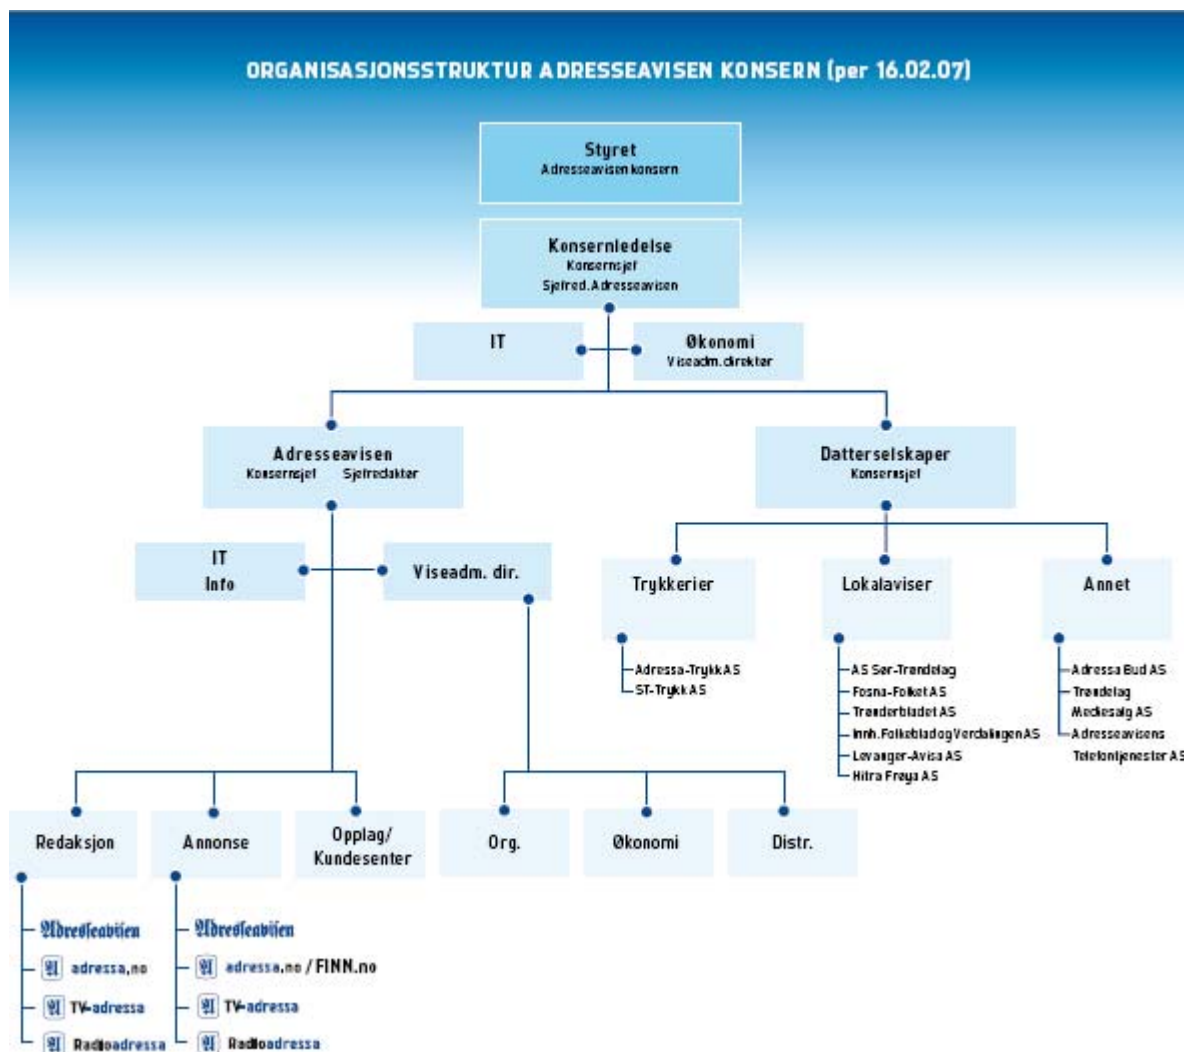 ORGANISASJONSSTRUKTUR ADRESSEAVISEN KONSERN (per 16.02.07)
Styret
Adresseavisen konsern
Konsernledelse
Konsernsjef
Sjefred. Adresseavisen
IT
Økonomi
Viseadm. direktør
Adresseavisen
Konsernsjef Sjefredaktør
Datterselskaper
Konsernsjef
IT
Info
Viseadm. dir.
Trykkerier
Lokalaviser
Annet
Adressa-Trykk AS
ST-Trykk AS
AS Sør-Trøndelag
Fosna-Folket AS
Trønderbladet AS
Innh. Folkeblad og Verdalingen AS
Levanger-Avisa AS
Hitra Frøya AS
Adressa Bud AS
Trøndelag
Mediesalg AS
Adresseavisens
Telefontjenester AS
Redaksjon
Annonse
Opplag/
Kundesenter
Org.
Økonomi
Distr.
Adresseavisen
adressa.no
TV-adressa
Radioadressa
Adresseavisen
adressa.no / FINN.no
TV-adressa
Radioadressa